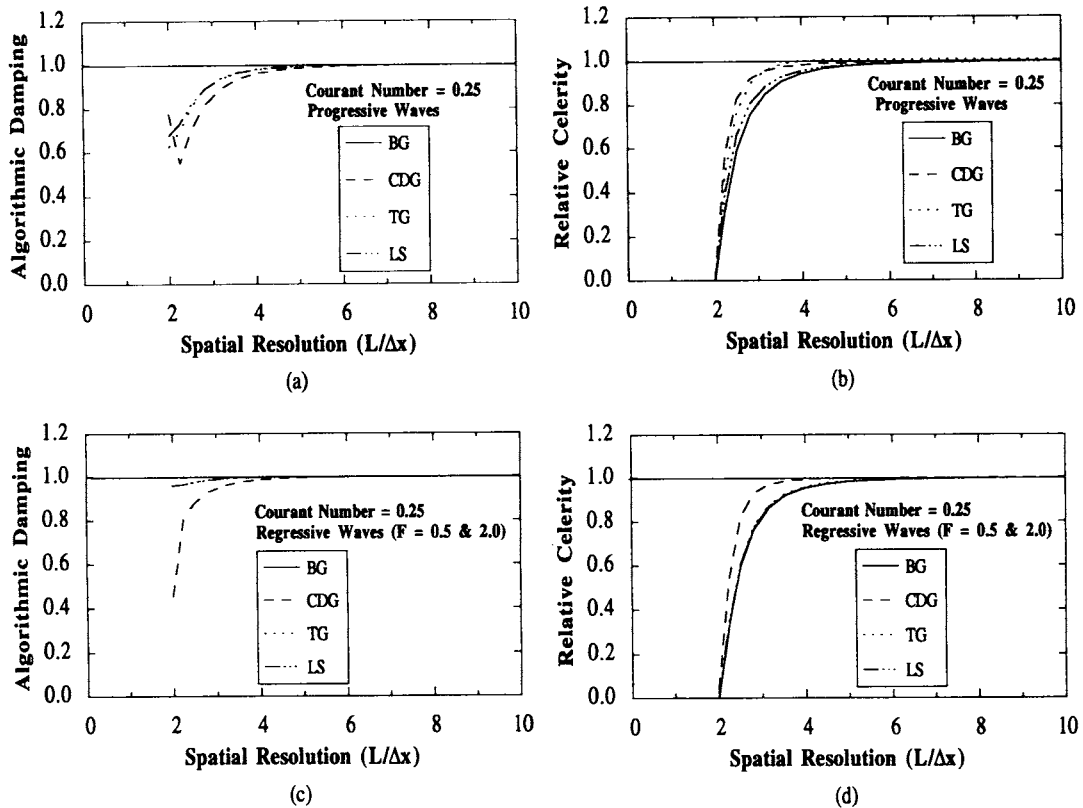 1.2
1.0
0.8
0.6
0.4
0.2
0.0
Algorithmic Damping
Courant Number = 0.25
Progressive Waves
BG
CDG
TG
LS
0 2 4 6 8 10
Spatial Resolution (L/Δx)
(a)
1.2
1.0
0.8
0.6
0.4
0.2
0.0
Relative Celerity
Courant Number = 0.25
Progressive Waves
BG
CDG
TG
LS
0 2 4 6 8 10
Spatial Resolution (L/Δx)
(b)
1.2
1.0
0.8
0.6
0.4
0.2
0.0
Algorithmic Damping
Courant Number = 0.25
Regressive Waves (F = 0.5 & 2.0)
BG
CDG
TG
LS
0 2 4 6 8 10
Spatial Resolution (L/Δx)
(c)
1.2
1.0
0.8
0.6
0.4
0.2
0.0
Relative Celerity
Courant Number = 0.25
Regressive Waves (F = 0.5 & 2.0)
BG
CDG
TG
LS
0 2 4 6 8 10
Spatial Resolution (L/Δx)
(d)